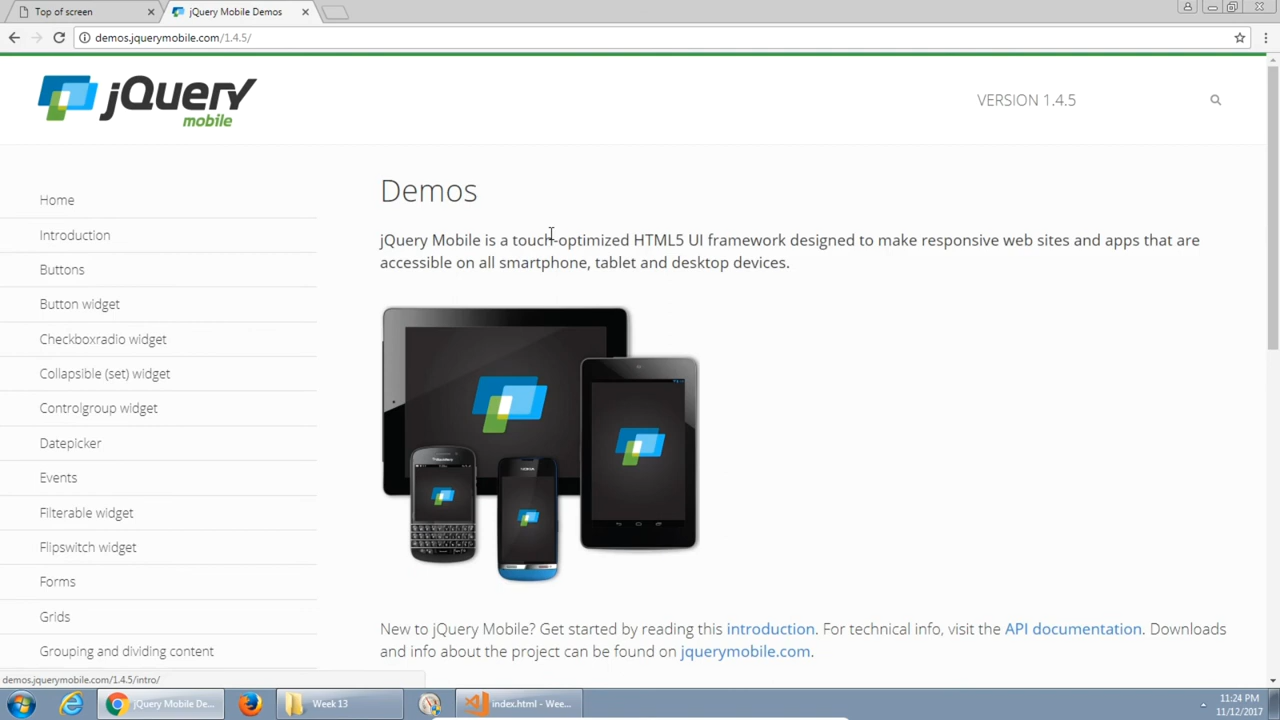 Top of screen
jQuery Mobile Demos
demos.jquerymobile.com/1.4.5/
jQuery
mobile
VERSION 1.4.5
Home
Introduction
Buttons
Button widget
Checkboxradio widget
Collapsible (set) widget
Controlgroup widget
Datepicker
Events
Filterable widget
Flipswitch widget
Forms
Grids
Grouping and dividing content
Demos
jQuery Mobile is a touch-optimized HTML5 UI framework designed to make responsive web sites and apps that are
accessible on all smartphone, tablet and desktop devices.
BlackBerry
NOKIA
New to jQuery Mobile? Get started by reading this introduction. For technical info, visit the API documentation. Downloads
and info about the project can be found on jquerymobile.com.
demos.jquerymobile.com/1.4.5/intro/
jQuery Mobile De...
Week 13
index.html - Wee...
11:24 PM
11/12/2017